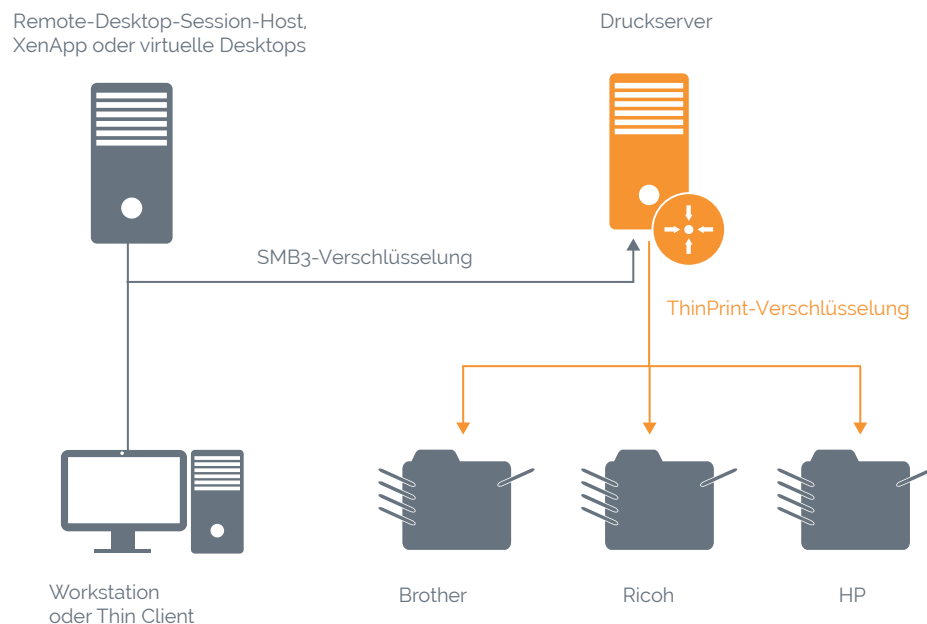 Remote-Desktop-Session-Host,
XenApp oder virtuelle Desktops
Druckserver
SMB3-Verschlüsselung
ThinPrint-Verschlüsselung
Workstation
oder Thin Client
Brother
Ricoh
HP